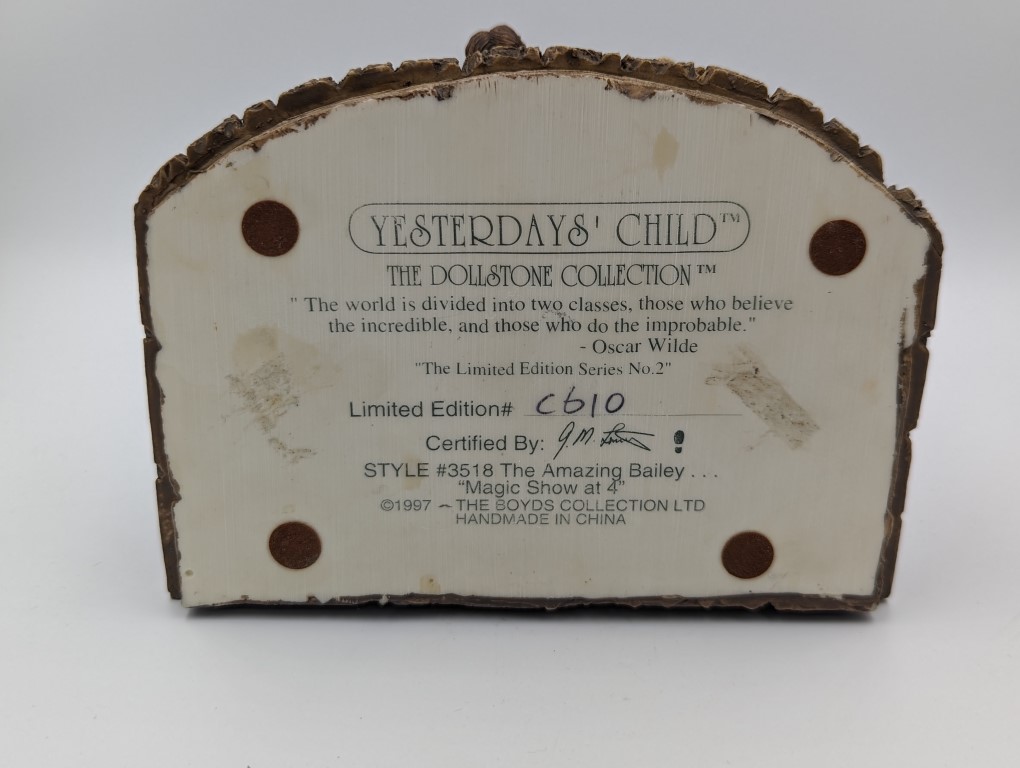 YESTERDAYS' CHILD™
THE DOLLSTONE COLLECTION™
" The world is divided into two classes, those who believe
the incredible, and those who do the improbable."
- Oscar Wilde
"The Limited Edition Series No.2"
Limited Edition# C610
Certified By: G.M.
STYLE #3518 The Amazing Bailey . . .
"Magic Show at 4"
©1997 ~ THE BOYDS COLLECTION LTD
HANDMADE IN CHINA